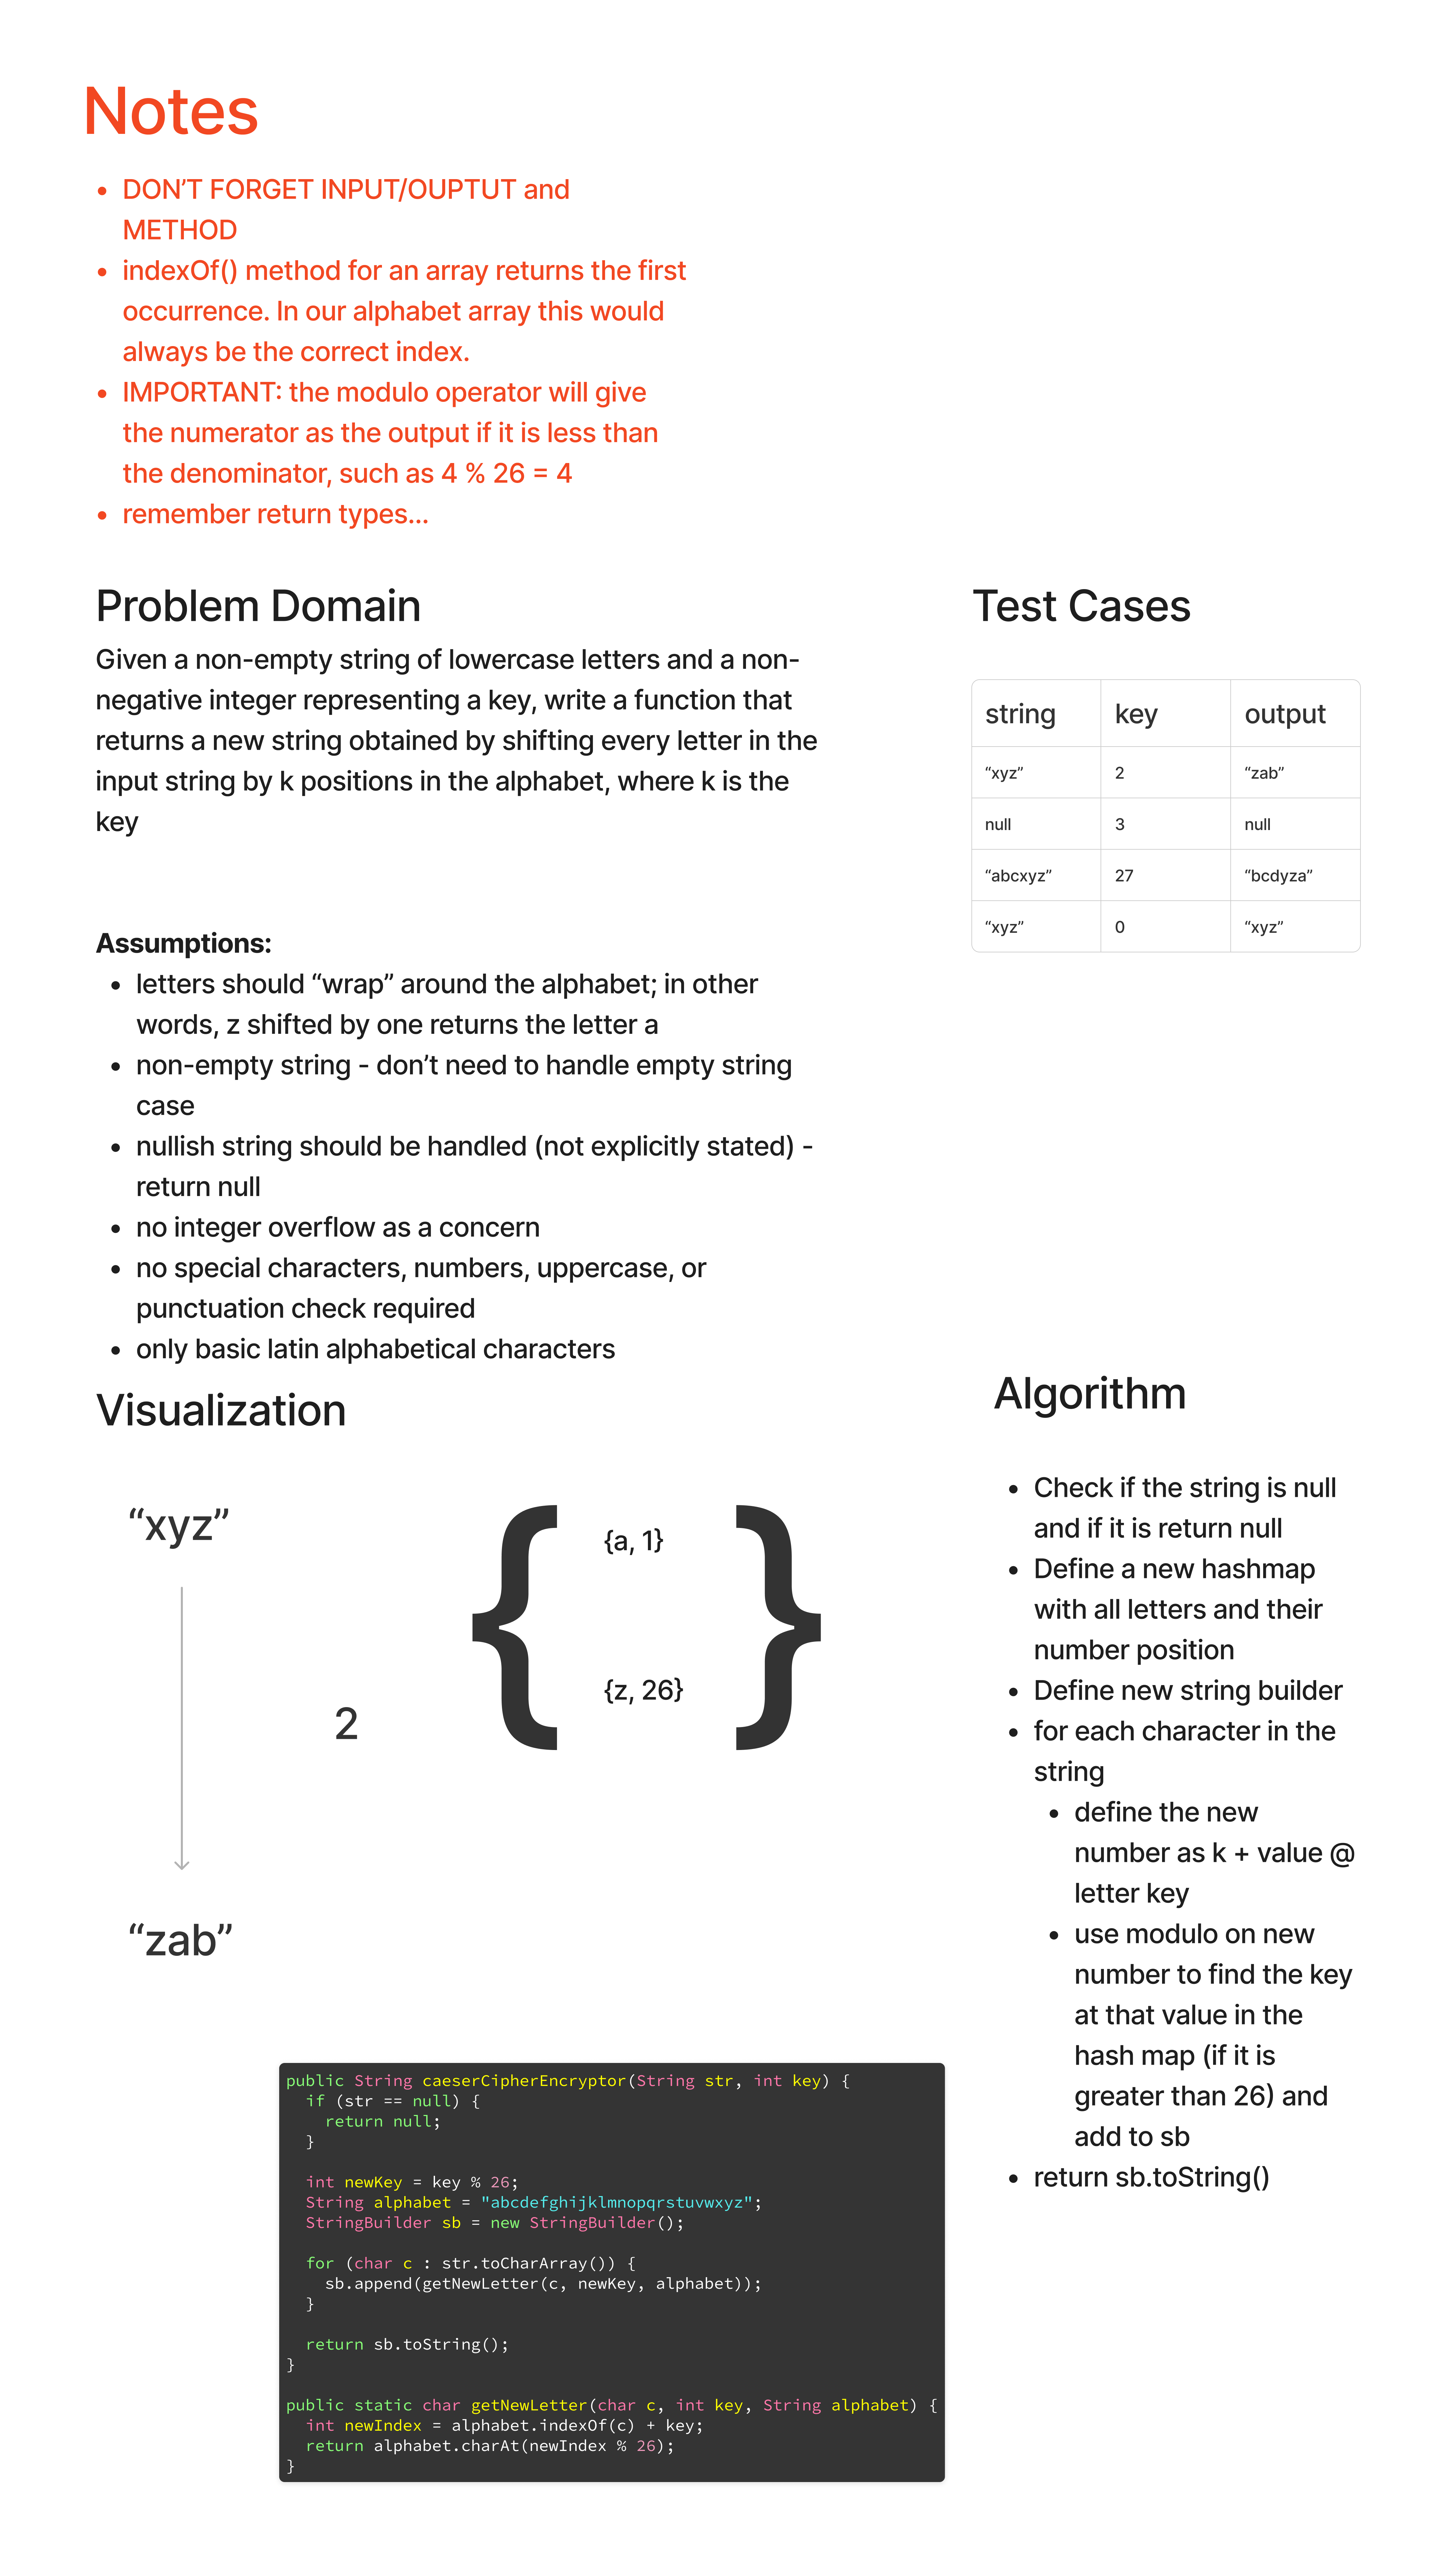 Notes
• DON’T FORGET INPUT/OUPTUT and
METHOD
• indexOf() method for an array returns the first
occurrence. In our alphabet array this would
always be the correct index.
• IMPORTANT: the modulo operator will give
the numerator as the output if it is less than
the denominator, such as 4 % 26 = 4
• remember return types...
Problem Domain
Given a non-empty string of lowercase letters and a non-
negative integer representing a key, write a function that
returns a new string obtained by shifting every letter in the
input string by k positions in the alphabet, where k is the
key
Assumptions:
• letters should “wrap” around the alphabet; in other
words, z shifted by one returns the letter a
• non-empty string - don’t need to handle empty string
case
• nullish string should be handled (not explicitly stated) -
return null
• no integer overflow as a concern
• no special characters, numbers, uppercase, or
punctuation check required
• only basic latin alphabetical characters
Test Cases
string key output
“xyz” 2 “zab”
null 3 null
“abcxyz” 27 “bcdyza”
“xyz” 0 “xyz”
Visualization
“xyz”
2
“zab”
{
{a, 1}
{z, 26}
}
Algorithm
• Check if the string is null
and if it is return null
• Define a new hashmap
with all letters and their
number position
• Define new string builder
• for each character in the
string
• define the new
number as k + value @
letter key
• use modulo on new
number to find the key
at that value in the
hash map (if it is
greater than 26) and
add to sb
• return sb.toString()
public String caeserCipherEncryptor(String str, int key) {
  if (str == null) {
    return null;
  }
  int newKey = key % 26;
  String alphabet = "abcdefghijklmnopqrstuvwxyz";
  StringBuilder sb = new StringBuilder();
  for (char c : str.toCharArray()) {
    sb.append(getNewLetter(c, newKey, alphabet));
  }
  return sb.toString();
}
public static char getNewLetter(char c, int key, String alphabet) {
  int newIndex = alphabet.indexOf(c) + key;
  return alphabet.charAt(newIndex % 26);
}